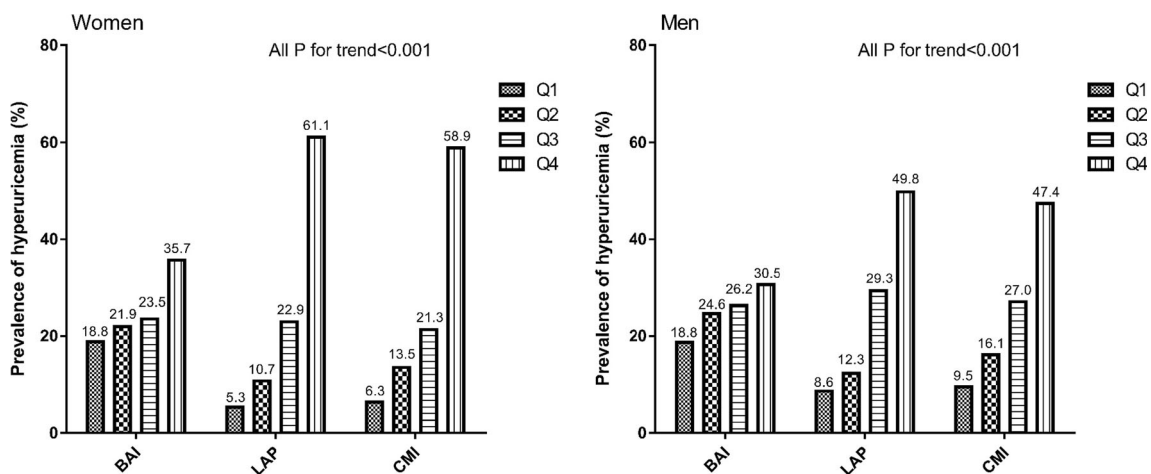 Women
All P for trend<0.001
Prevalence of hyperuricemia (%)
80
60
40
20
0
18.8
21.9
23.5
35.7
5.3
10.7
22.9
61.1
6.3
13.5
21.3
58.9
BAI
LAP
CMI
Q1
Q2
Q3
Q4
Men
All P for trend<0.001
Prevalence of hyperuricemia (%)
80
60
40
20
0
18.8
24.6
26.2
30.5
8.6
12.3
29.3
49.8
9.5
16.1
27.0
47.4
BAI
LAP
CMI
Q1
Q2
Q3
Q4